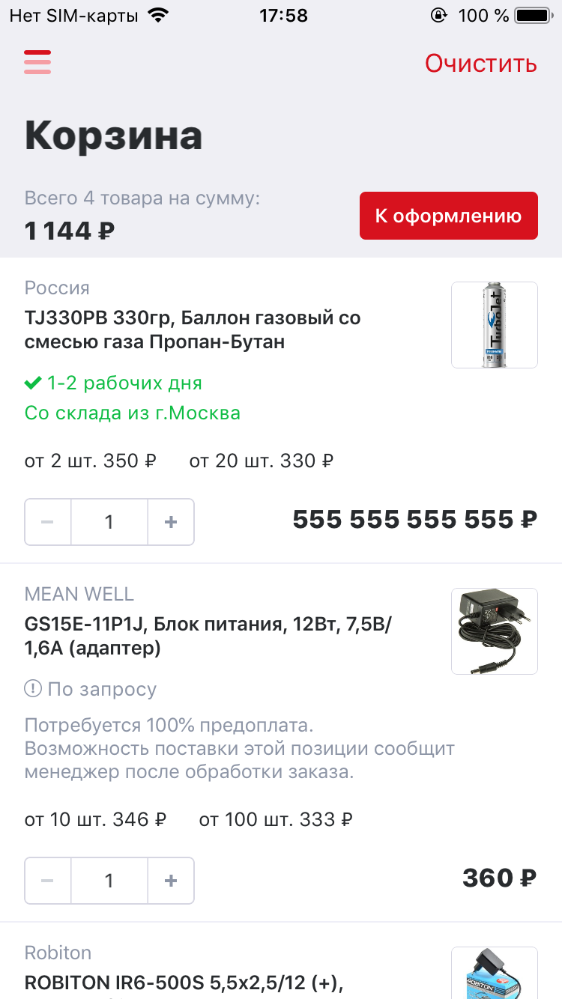 Нет SIM-карты 17:58 100 %
Очистить
Корзина
Всего 4 товара на сумму:
1 144 ₽
К оформлению
Россия
TJ330PB 330гр, Баллон газовый со
смесью газа Пропан-Бутан
TurboJet
1-2 рабочих дня
Со склада из г.Москва
от 2 шт. 350 ₽ от 20 шт. 330 ₽
− 1 + 555 555 555 555 ₽
MEAN WELL
GS15E-11P1J, Блок питания, 12Вт, 7,5В/
1,6А (адаптер)
По запросу
Потребуется 100% предоплата.
Возможность поставки этой позиции сообщит
менеджер после обработки заказа.
от 10 шт. 346 ₽ от 100 шт. 333 ₽
− 1 + 360 ₽
Robiton
ROBITON IR6-500S 5,5x2,5/12 (+),
ROBITON